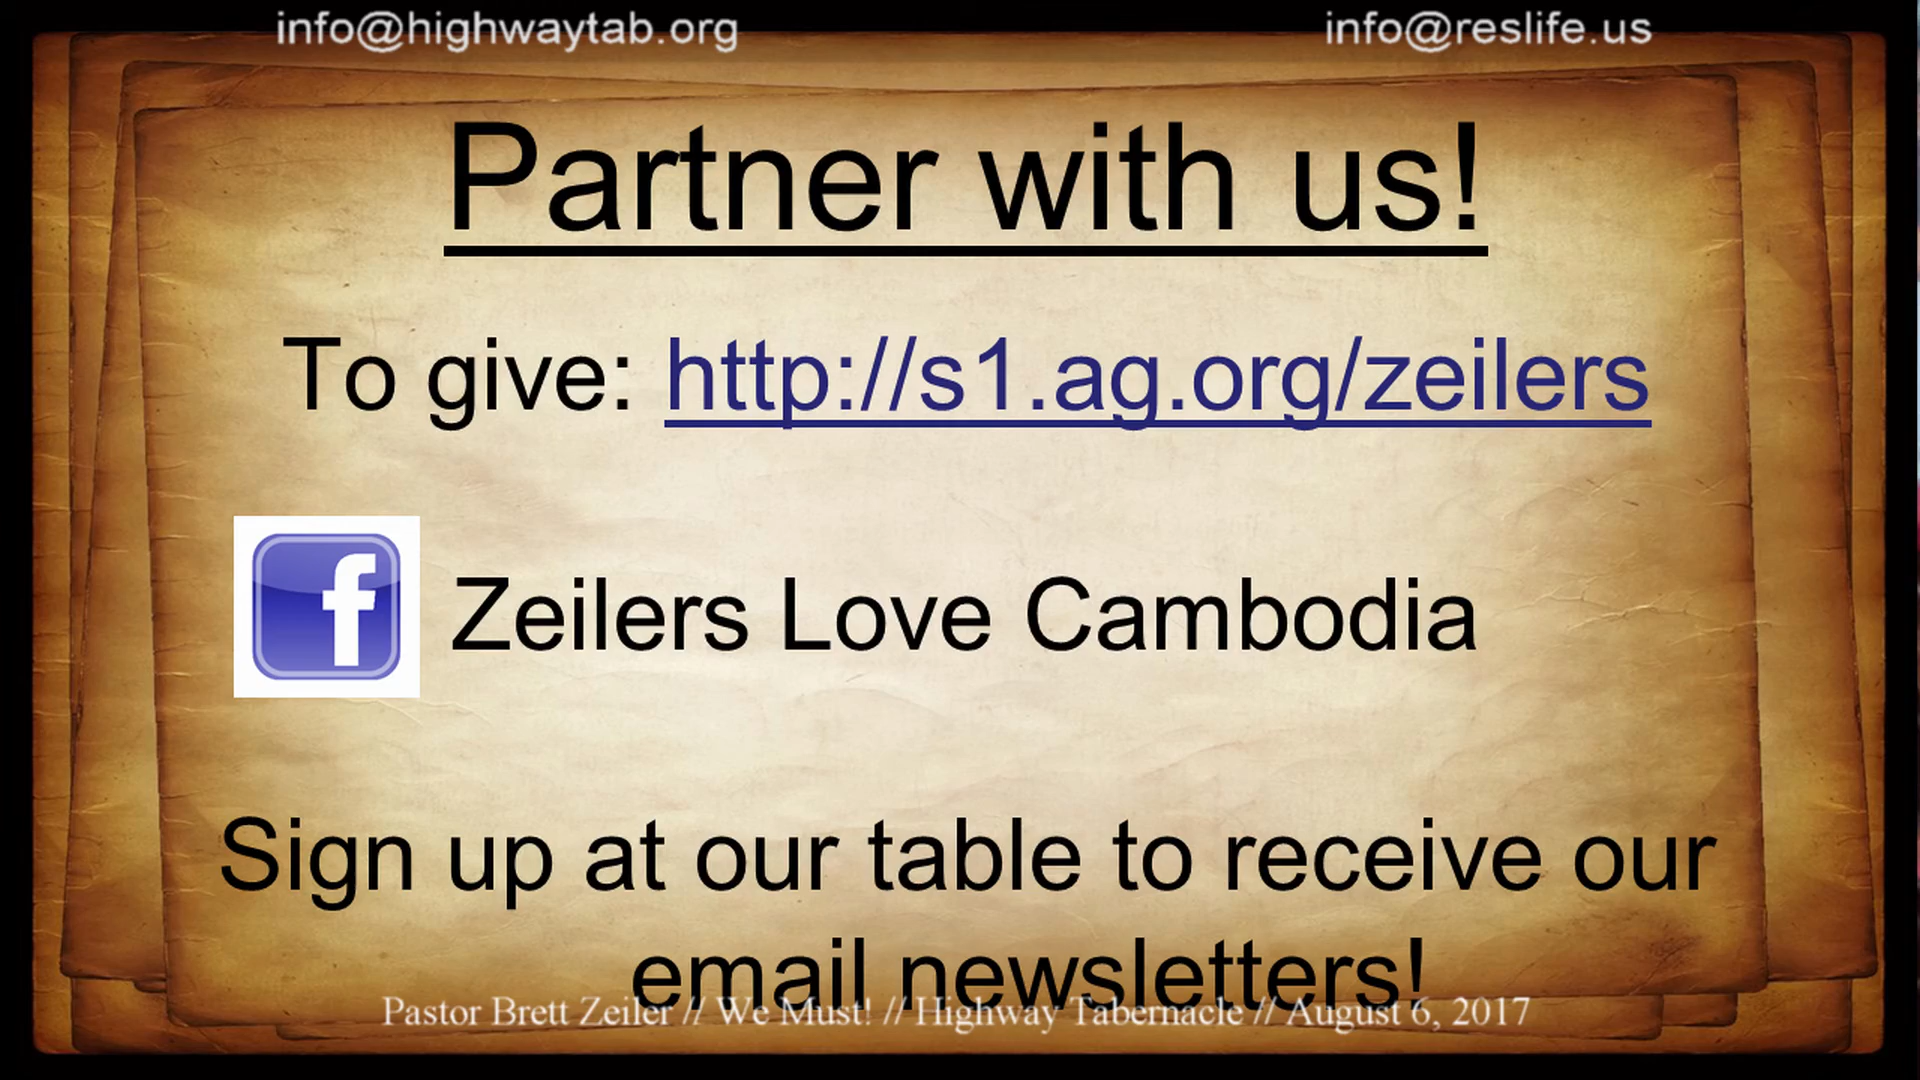 info@highwaytab.org info@reslife.us
Partner with us!
To give: http://s1.ag.org/zeilers
f Zeilers Love Cambodia
Sign up at our table to receive our
email newsletters!
Pastor Brett Zeiler // We Must! // Highway Tabernacle // August 6, 2017